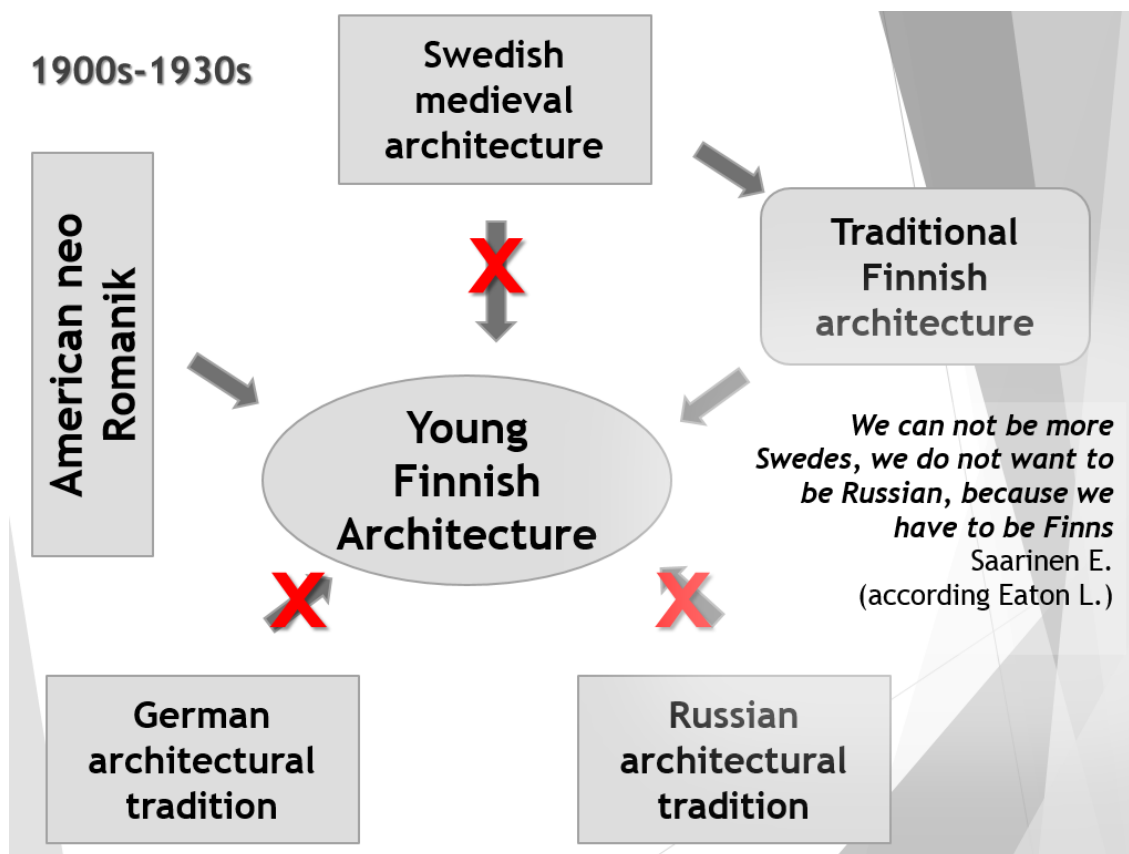 1900s-1930s
Swedish
medieval
architecture
American neo
Romanik
X
Traditional
Finnish
architecture
Young
Finnish
Architecture
We can not be more
Swedes, we do not want to
be Russian, because we
have to be Finns
Saarinen E.
(according Eaton L.)
X
X
German
architectural
tradition
Russian
architectural
tradition